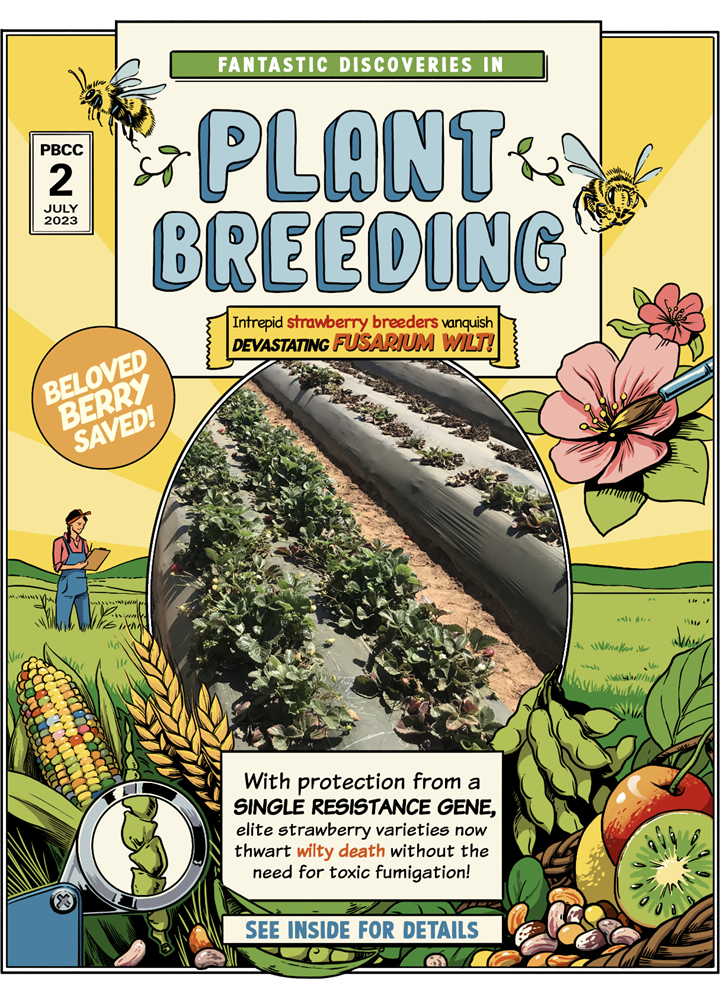 FANTASTIC DISCOVERIES IN
PLANT
BREEDING
PBCC
2
JULY
2023
Intrepid strawberry breeders vanquish
DEVASTATING FUSARIUM WILT!
BELOVED
BERRY
SAVED!
With protection from a
SINGLE RESISTANCE GENE,
elite strawberry varieties now
thwart wilty death without the
need for toxic fumigation!
SEE INSIDE FOR DETAILS